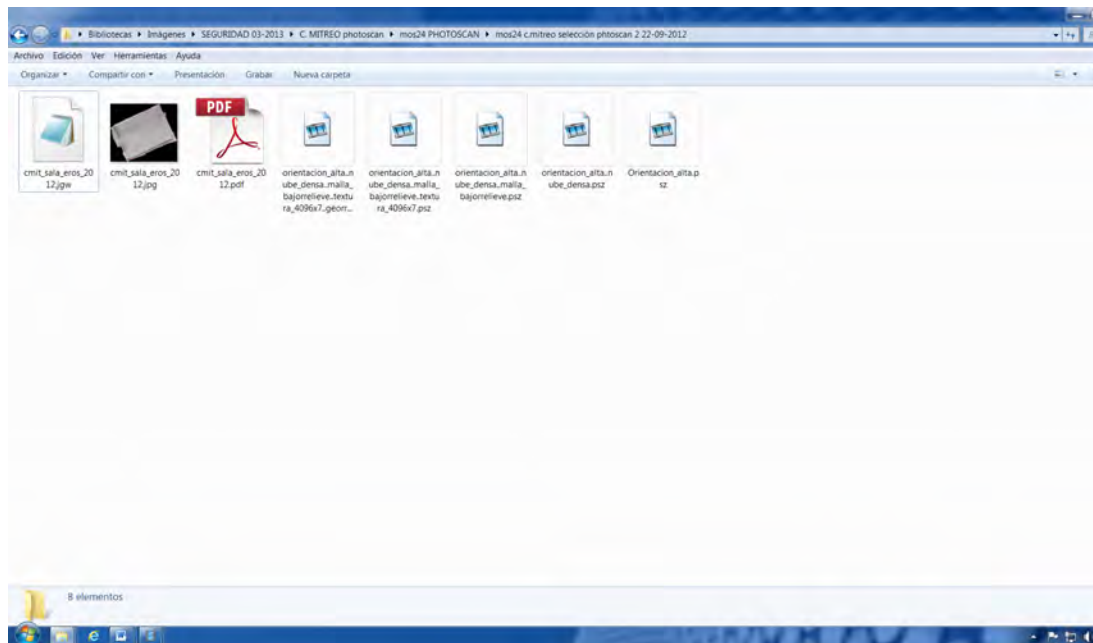 Bibliotecas ▸ Imágenes ▸ SEGURIDAD 03-2013 ▸ C. MITREO photoscan ▸ mos24 PHOTOSCAN ▸ mos24 c.mitreo selección phtoscan 2 22-09-2012
Archivo Edición Ver Herramientas Ayuda
Organizar Compartir con Presentación Grabar Nueva carpeta
PDF
cmit_sala_eros_20
12.jgw
cmit_sala_eros_20
12.jpg
cmit_sala_eros_20
12.pdf
orientacion_alta..n
ube_densa..malla_
bajorrelieve..textu
ra_4096x7..georr...
orientacion_alta..n
ube_densa..malla_
bajorrelieve..textu
ra_4096x7.psz
orientacion_alta..n
ube_densa..malla_
bajorrelieve.psz
orientacion_alta..n
ube_densa.psz
Orientacion_alta.p
sz
8 elementos